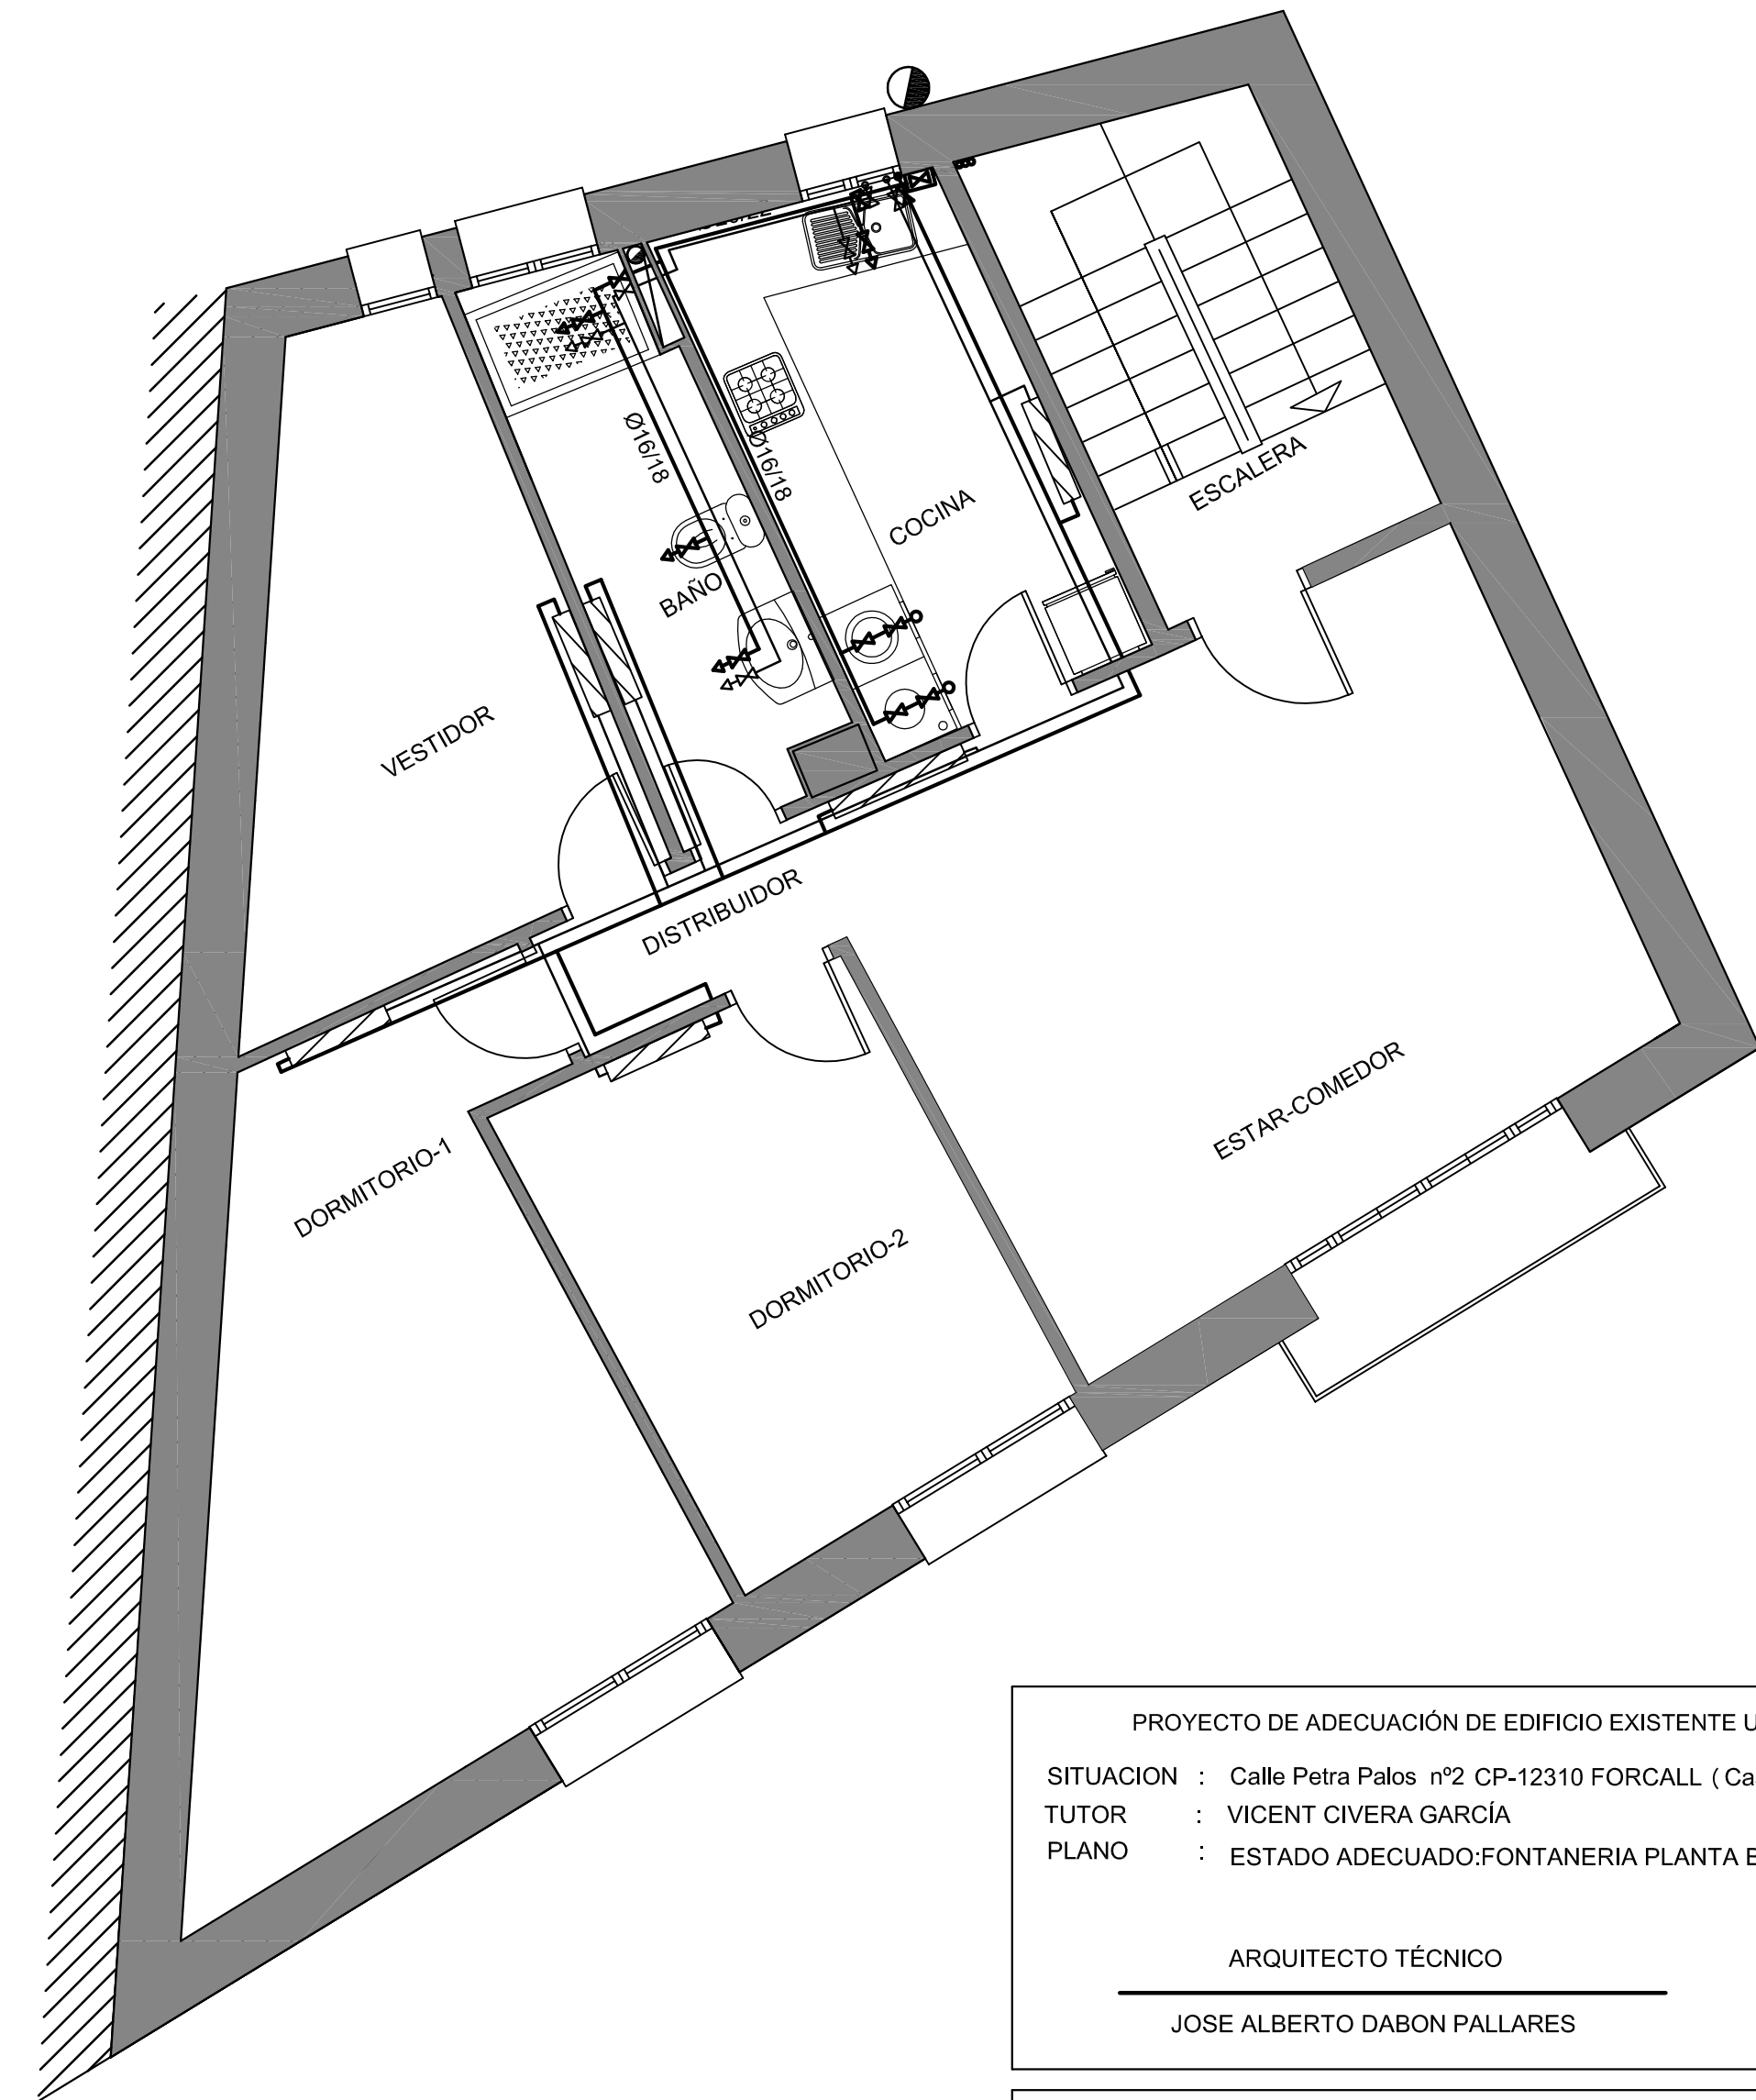 Ø16/18
Ø16/18
COCINA
ESCALERA
BAÑO
VESTIDOR
DISTRIBUIDOR
ESTAR-COMEDOR
DORMITORIO-1
DORMITORIO-2
PROYECTO DE ADECUACIÓN DE EDIFICIO EXISTENTE U
SITUACION : Calle Petra Palos nº2 CP-12310 FORCALL ( Ca
TUTOR : VICENT CIVERA GARCÍA
PLANO : ESTADO ADECUADO:FONTANERIA PLANTA
ARQUITECTO TÉCNICO
JOSE ALBERTO DABON PALLARES